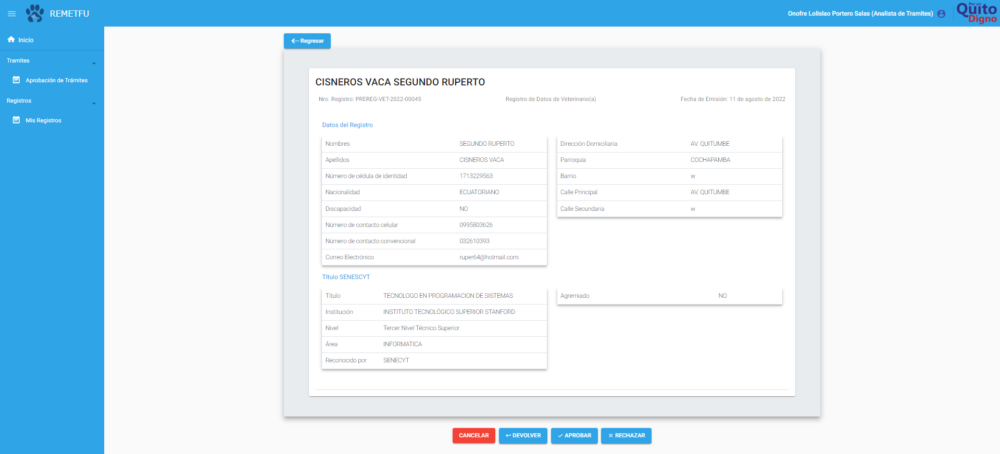 REMETFU
Onofre Lolislao Portero Salas (Analista de Tramites)
Por un
Quito
Digno
Inicio
Tramites
Aprobación de Trámites
Registros
Mis Registros
Regresar
CISNEROS VACA SEGUNDO RUPERTO
Nro. Registro: PREREG-VET-2022-00045 Registro de Datos de Veterinario(a) Fecha de Emisión: 11 de agosto de 2022
Datos del Registro
Nombres SEGUNDO RUPERTO
Apellidos CISNEROS VACA
Número de cédula de identidad 1713229563
Nacionalidad ECUATORIANO
Discapacidad NO
Número de contacto celular 0995803626
Número de contacto convencional 032610393
Correo Electrónico ruper64@hotmail.com
Dirección Domiciliaria AV. QUITUMBE
Parroquia COCHAPAMBA
Barrio w
Calle Principal AV. QUITUMBE
Calle Secundaria w
Título SENESCYT
Título TECNOLOGO EN PROGRAMACION DE SISTEMAS
Institución INSTITUTO TECNOLÓGICO SUPERIOR STANFORD
Nivel Tercer Nivel Técnico Superior
Área INFORMATICA
Reconocido por SENECYT
Agremiado NO
CANCELAR DEVOLVER APROBAR RECHAZAR